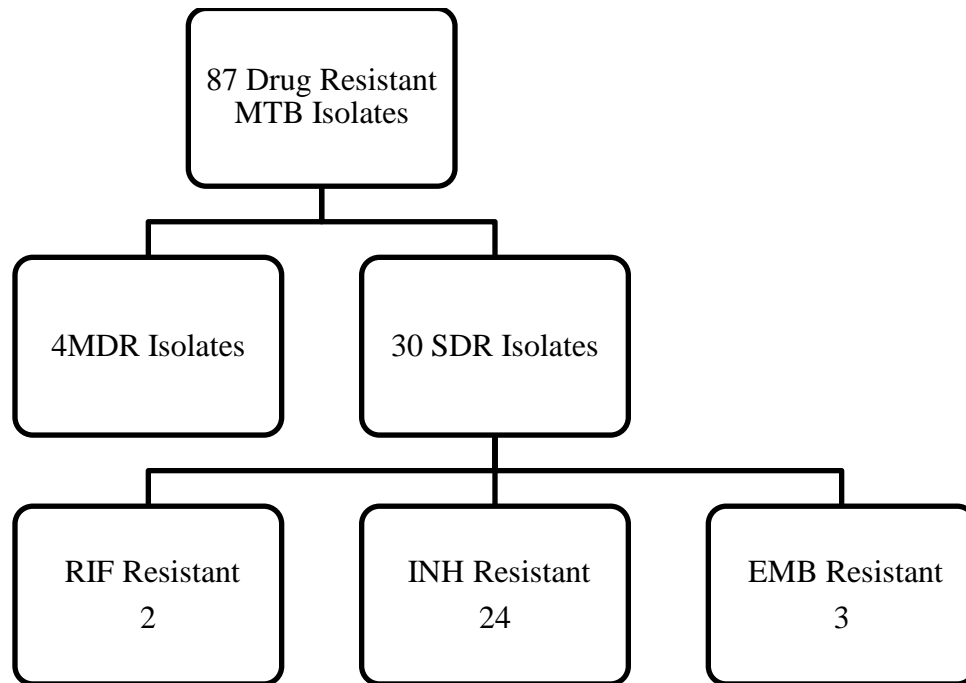 87 Drug Resistant
MTB Isolates
4MDR Isolates
30 SDR Isolates
RIF Resistant
2
INH Resistant
24
EMB Resistant
3